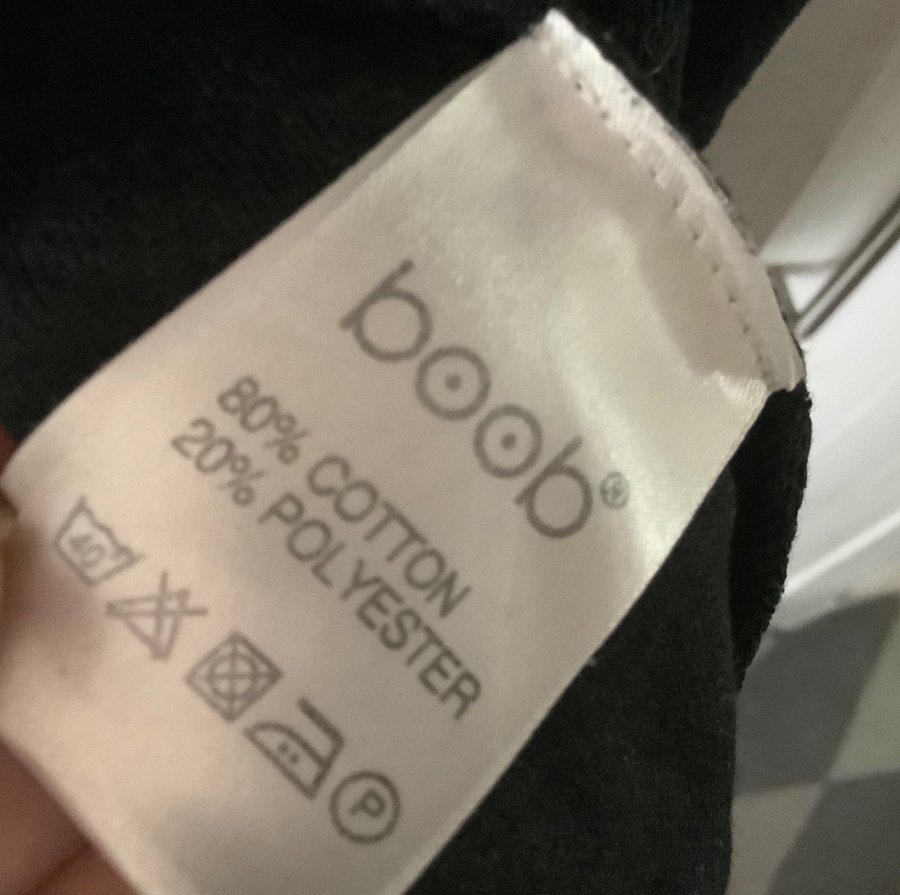 boob®
80% COTTON
20% POLYESTER
40
P